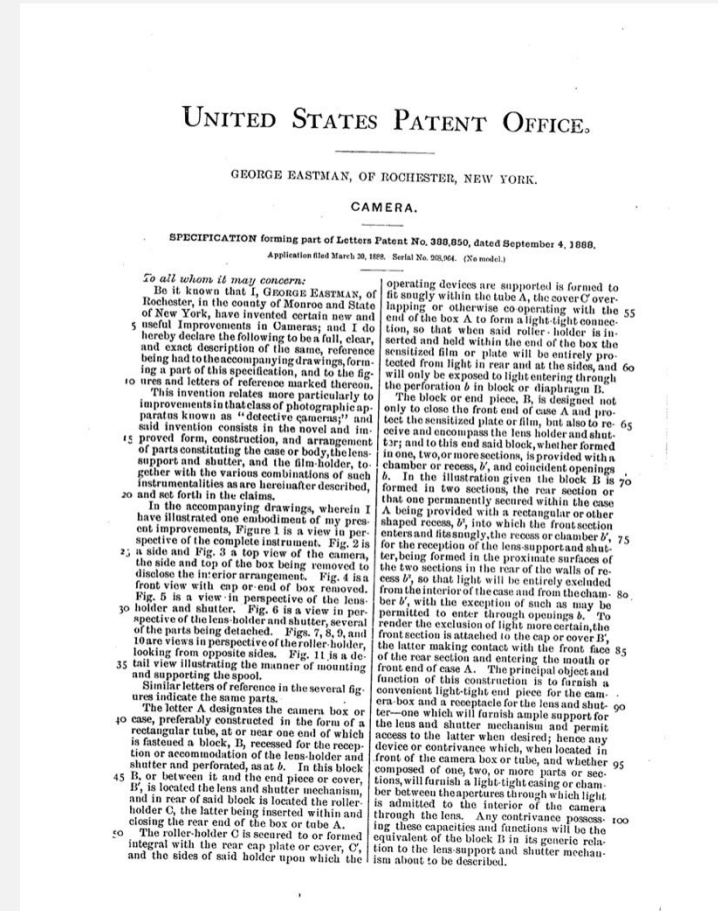 UNITED STATES PATENT OFFICE.
GEORGE EASTMAN, OF ROCHESTER, NEW YORK.
CAMERA.
SPECIFICATION forming part of Letters Patent No. 388,850, dated September 4, 1888.
Application filed March 30, 1888. Serial No. 268,964. (No model.)
To all whom it may concern:
Be it known that I, GEORGE EASTMAN, of
Rochester, in the county of Monroe and State
of New York, have invented certain new and
5 useful Improvements in Cameras; and I do
hereby declare the following to be a full, clear,
and exact description of the same, reference
being had to the accompanying drawings, form-
ing a part of this specification, and to the fig-
10 ures and letters of reference marked thereon.
This invention relates more particularly to
improvements in that class of photographic ap-
paratus known as "detective cameras;" and
said invention consists in the novel and im-
15 proved form, construction, and arrangement
of parts constituting the case or body, the lens-
support and shutter, and the film-holder, to-
gether with the various combinations of such
instrumentalities as are hereinafter described,
20 and set forth in the claims.
In the accompanying drawings, wherein I
have illustrated one embodiment of my pres-
ent improvements, Figure 1 is a view in per-
spective of the complete instrument. Fig. 2 is
25 a side and Fig. 3 a top view of the camera,
the side and top of the box being removed to
disclose the interior arrangement. Fig. 4 is a
front view with cap or end of box removed.
Fig. 5 is a view in perspective of the lens-
30 holder and shutter. Fig. 6 is a view in per-
spective of the lens-holder and shutter, several
of the parts being detached. Figs. 7, 8, 9, and
10 are views in perspective of the roller-holder,
looking from opposite sides. Fig. 11 is a de-
35 tail view illustrating the manner of mounting
and supporting the spool.
Similar letters of reference in the several fig-
ures indicate the same parts.
The letter A designates the camera box or
40 case, preferably constructed in the form of a
rectangular tube, at or near one end of which
is fastened a block, B, recessed for the recep-
tion or accommodation of the lens-holder and
shutter and perforated, as at b. In this block
45 B, or between it and the end piece or cover,
B', is located the lens and shutter mechanism,
and in rear of said block is located the roller-
holder C, the latter being inserted within and
closing the rear end of the box or tube A.
50 The roller-holder C is secured to or formed
integral with the rear cap plate or cover, C',
and the sides of said holder upon which the
operating devices are supported is formed to
fit snugly within the tube A, the cover C' over-
lapping or otherwise co-operating with the 55
end of the box A to form a light-tight connec-
tion, so that when said roller-holder is in-
serted and held within the end of the box the
sensitized film or plate will be entirely pro-
tected from light in rear and at the sides, and 60
will only be exposed to light entering through
the perforation b in block or diaphragm B.
The block or end piece, B, is designed not
only to close the front end of case A and pro-
tect the sensitized plate or film, but also to re- 65
ceive and encompass the lens holder and shut-
ter; and to this end said block, whether formed
in one, two, or more sections, is provided with a
chamber or recess, b', and coincident openings
b. In the illustration given the block B is 70
formed in two sections, the rear section or
that one permanently secured within the case
A being provided with a rectangular or other
shaped recess, b', into which the front section
enters and fits snugly, the recess or chamber b', 75
for the reception of the lens-support and shut-
ter, being formed in the proximate surfaces of
the two sections in the rear of the walls of re-
cess b', so that light will be entirely excluded
from the interior of the case and from the cham- 80
ber b', with the exception of such as may be
permitted to enter through openings b. To
render the exclusion of light more certain, the
front section is attached to the cap or cover B',
the latter making contact with the front face 85
of the rear section and entering the mouth or
front end of case A. The principal object and
function of this construction is to furnish a
convenient light-tight end piece for the cam-
era-box and a receptacle for the lens and shut- 90
ter—one which will furnish ample support for
the lens and shutter mechanism and permit
access to the latter when desired; hence any
device or contrivance which, when located in
front of the camera box or tube, and whether 95
composed of one, two, or more parts or sec-
tions, will furnish a light-tight casing or cham-
ber between the apertures through which light
is admitted to the interior of the camera
through the lens. Any contrivance possess- 100
ing these capacities and functions will be the
equivalent of the block B in its generic rela-
tion to the lens-support and shutter mechan-
ism about to be described.